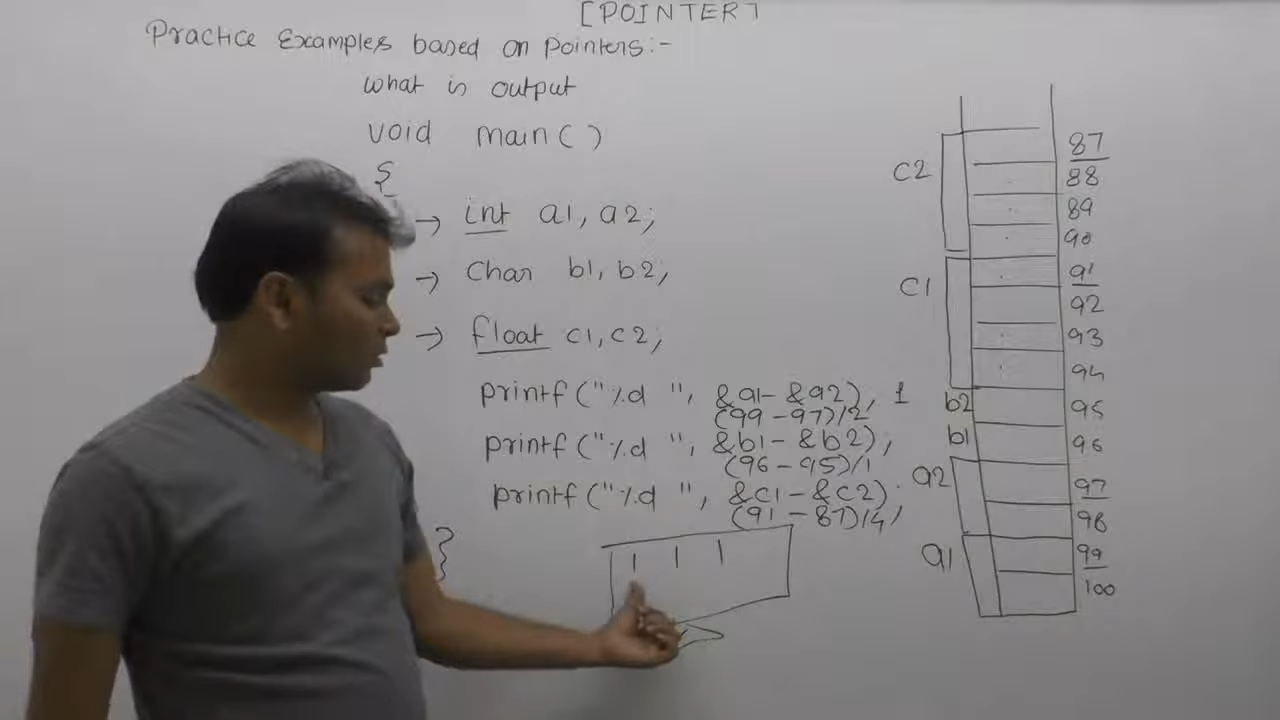 [POINTER]
Practice Examples based on pointers:-
what is output
void main()
{
→ int a1, a2;
→ Char b1, b2;
→ float c1, c2;
printf("%d ", &a1- &a2), 1
(99-97)/2
printf("%d ", &b1- &b2);
(96-95)/1
printf("%d ", &c1- &c2).
(91-87)/4,
}
1 1 1
C2
C1
b2
b1
a2
a1
87
88
89
90
91
92
93
94
95
96
97
98
99
100